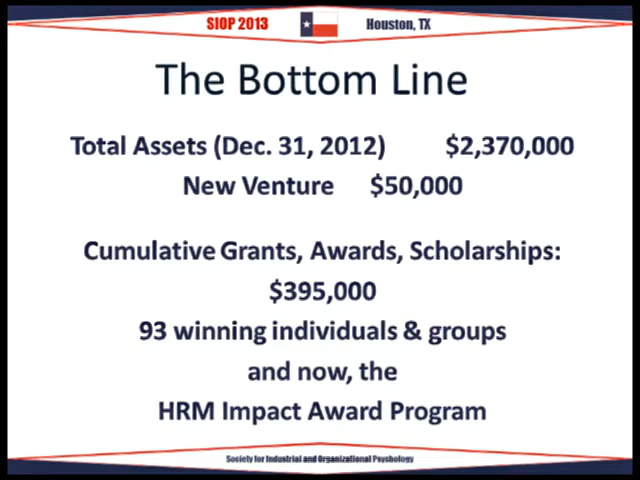 SIOP 2013 Houston, TX
The Bottom Line
Total Assets (Dec. 31, 2012) $2,370,000
New Venture $50,000
Cumulative Grants, Awards, Scholarships:
$395,000
93 winning individuals & groups
and now, the
HRM Impact Award Program
Society for Industrial and Organizational Psychology